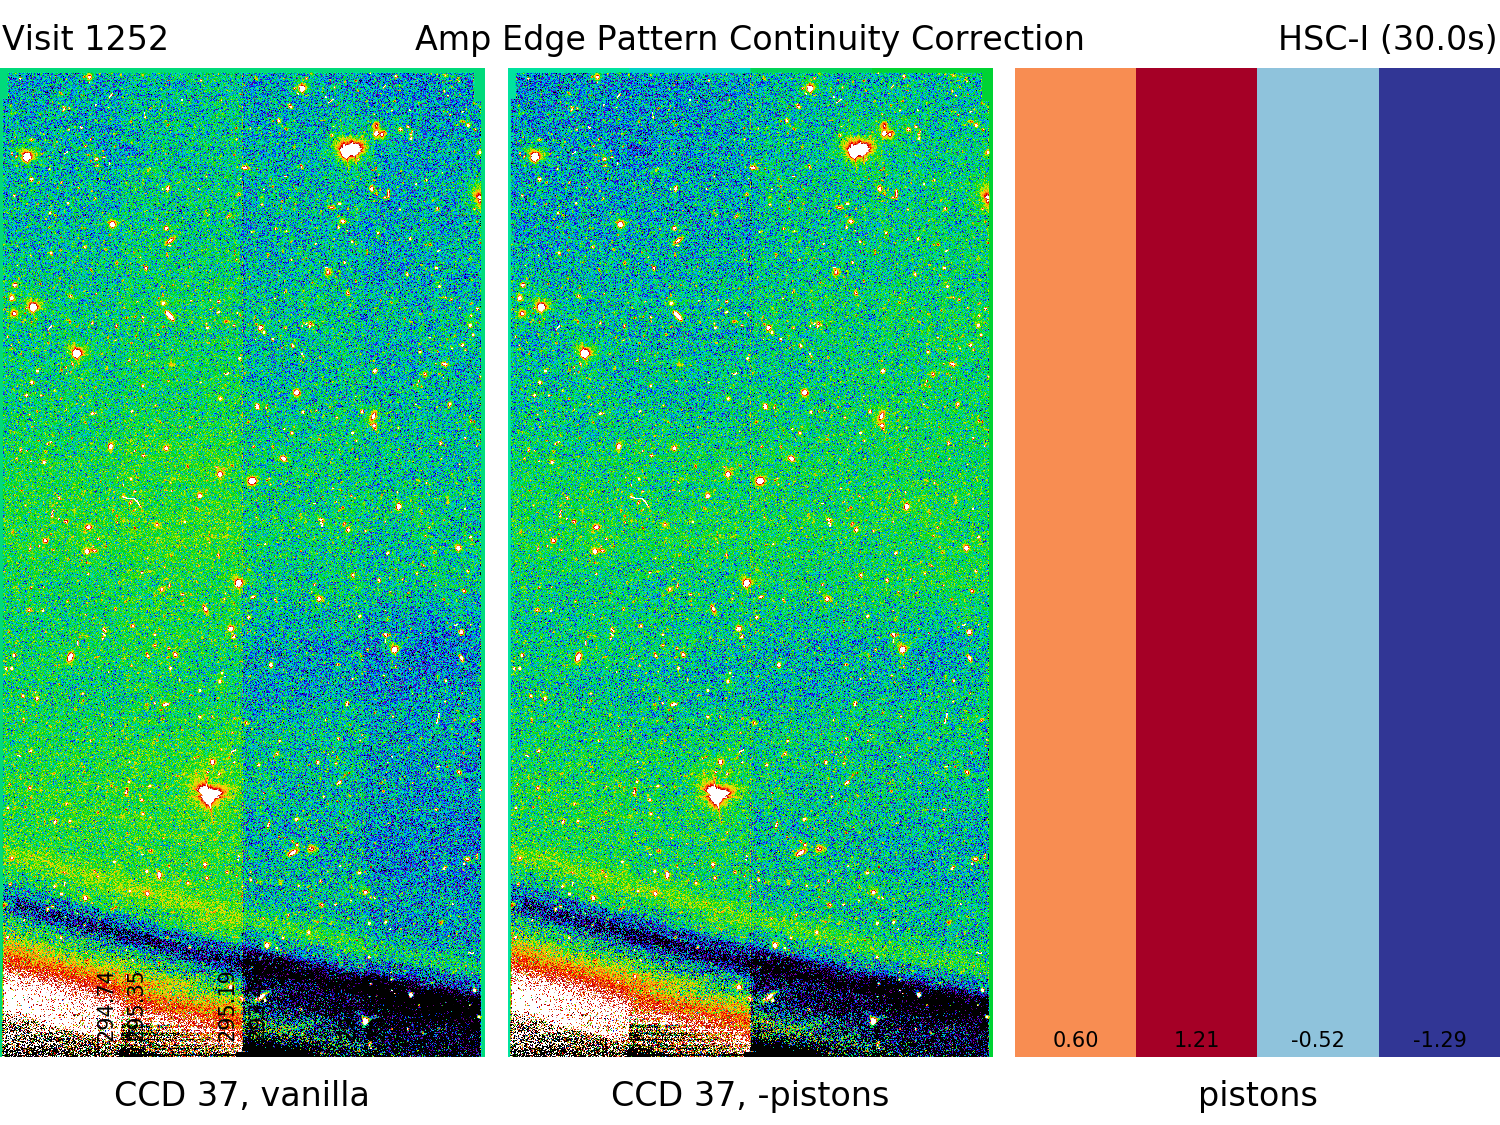 Visit 1252
Amp Edge Pattern Continuity Correction
HSC-I (30.0s)
294.74
295.35
295.19
0.60
1.21
-0.52
-1.29
CCD 37, vanilla
CCD 37, -pistons
pistons